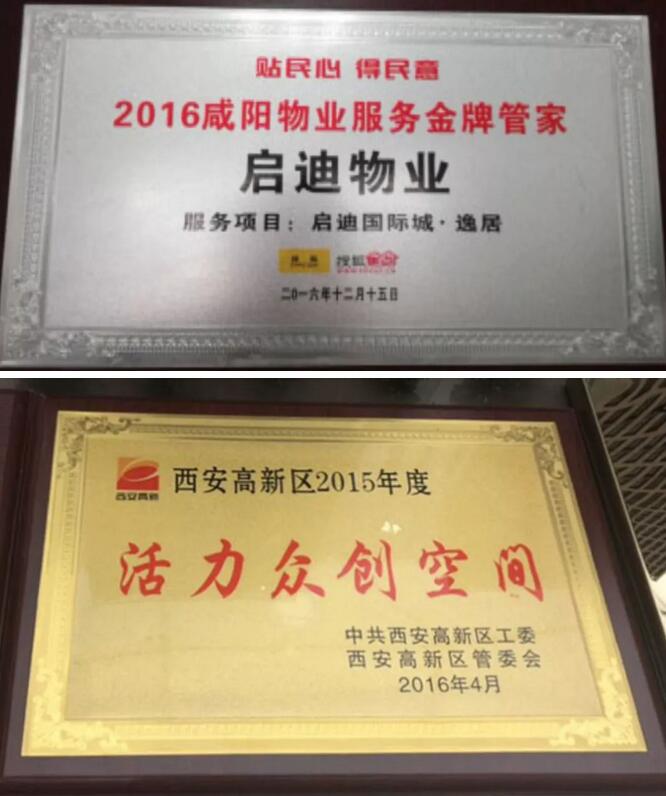 贴民心 得民意
2016咸阳物业服务金牌管家
启迪物业
服务项目：启迪国际城·逸居
搜狐
二0一六年十二月十五日
西安高新
西安高新区2015年度
活力众创空间
中共西安高新区工委
西安高新区管委会
2016年4月